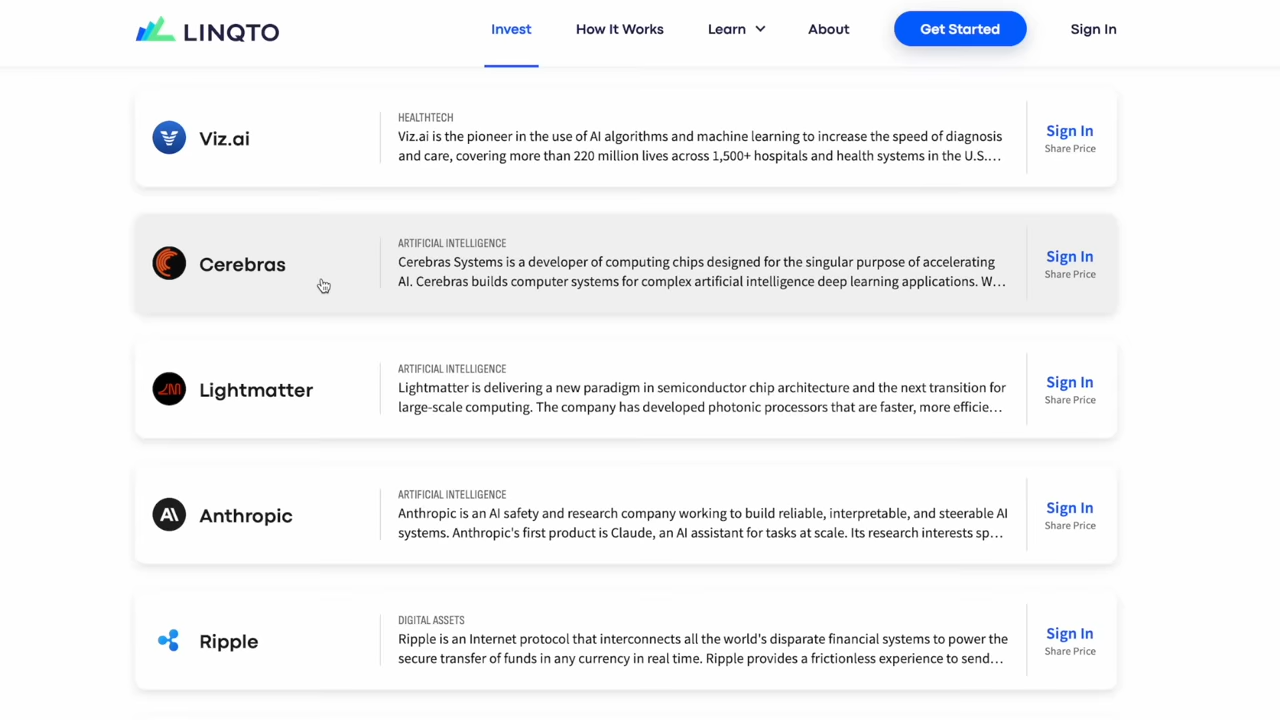 LINQTO
Invest
How It Works
Learn
About
Get Started
Sign In
Viz.ai
HEALTHTECH
Viz.ai is the pioneer in the use of AI algorithms and machine learning to increase the speed of diagnosis
and care, covering more than 220 million lives across 1,500+ hospitals and health systems in the U.S....
Sign In
Share Price
Cerebras
ARTIFICIAL INTELLIGENCE
Cerebras Systems is a developer of computing chips designed for the singular purpose of accelerating
AI. Cerebras builds computer systems for complex artificial intelligence deep learning applications. W...
Sign In
Share Price
Lightmatter
ARTIFICIAL INTELLIGENCE
Lightmatter is delivering a new paradigm in semiconductor chip architecture and the next transition for
large-scale computing. The company has developed photonic processors that are faster, more efficie...
Sign In
Share Price
Anthropic
ARTIFICIAL INTELLIGENCE
Anthropic is an AI safety and research company working to build reliable, interpretable, and steerable AI
systems. Anthropic's first product is Claude, an AI assistant for tasks at scale. Its research interests sp...
Sign In
Share Price
Ripple
DIGITAL ASSETS
Ripple is an Internet protocol that interconnects all the world's disparate financial systems to power the
secure transfer of funds in any currency in real time. Ripple provides a frictionless experience to send...
Sign In
Share Price